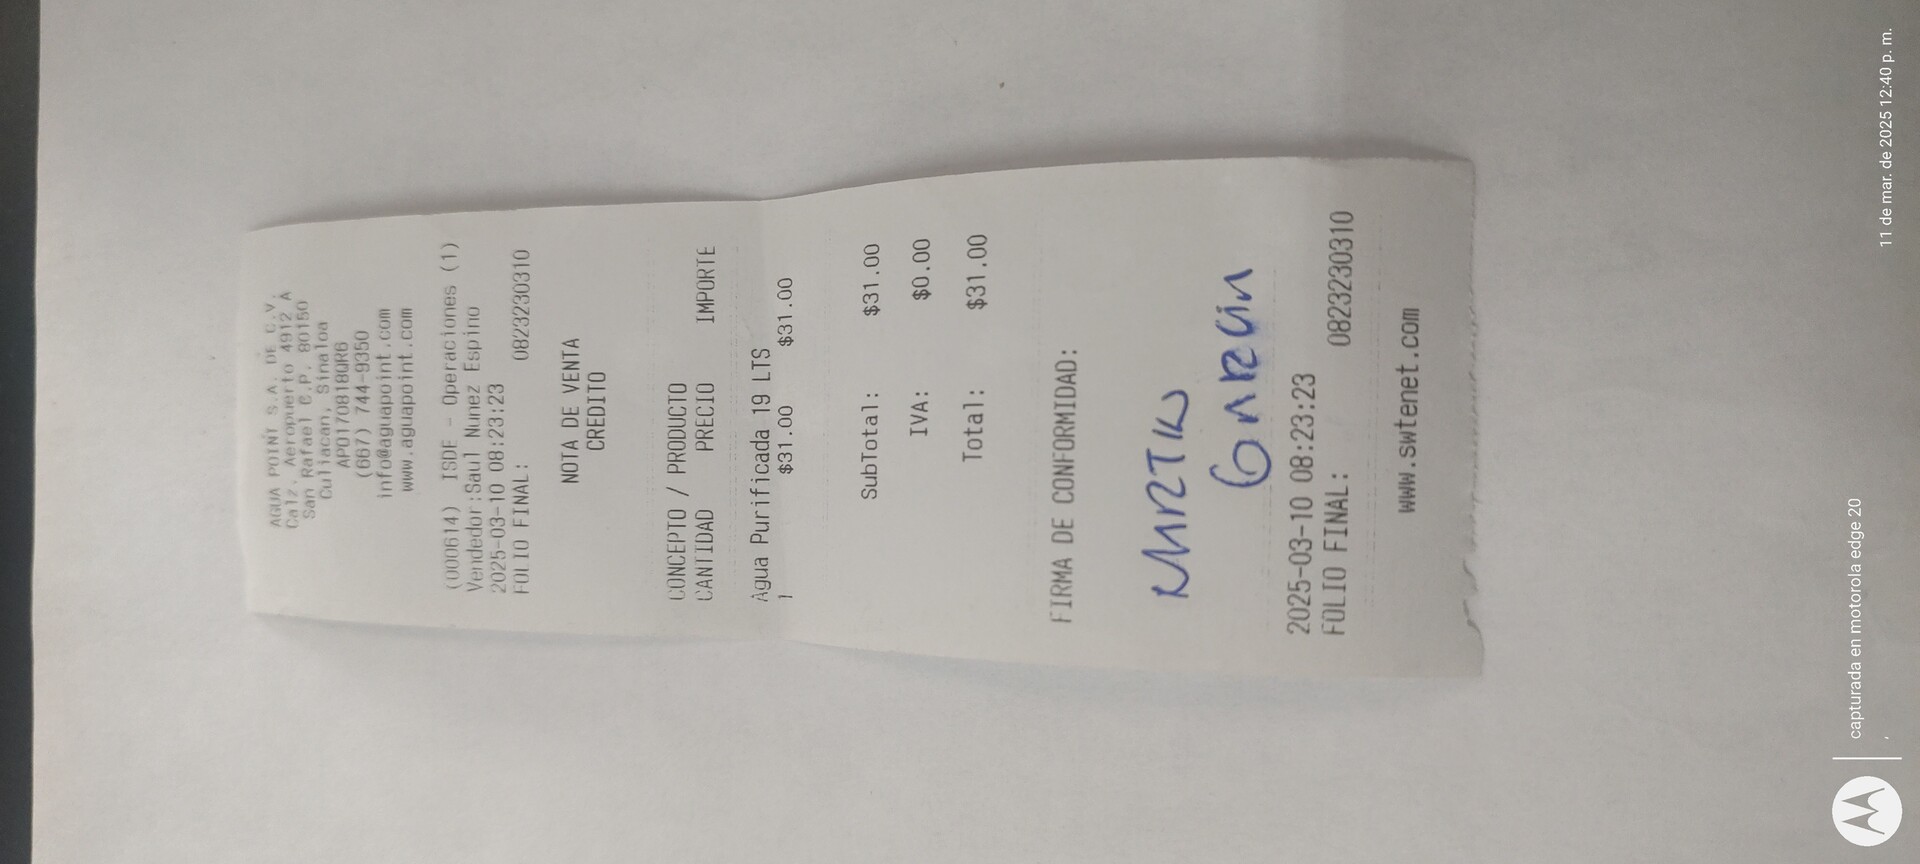 AGUA POINT S.A. DE C.V.
Calz. Aeropuerto 4912 A
San Rafael C.P. 80150
Culiacan, Sinaloa
APO170818QR6
(667) 744-9350
info@aguapoint.com
www.aguapoint.com
(000614) ISDE - Operaciones (1)
Vendedor:Saul Nunez Espino
2025-03-10 08:23:23
FOLIO FINAL: 0823230310
NOTA DE VENTA
CREDITO
CONCEPTO / PRODUCTO
CANTIDAD PRECIO IMPORTE
Agua Purificada 19 LTS
1 $31.00 $31.00
SubTotal: $31.00
IVA: $0.00
Total: $31.00
FIRMA DE CONFORMIDAD:
2025-03-10 08:23:23
FOLIO FINAL: 0823230310
www.swtenet.com
capturada en motorola edge 20
11 de mar. de 2025 12:40 p. m.